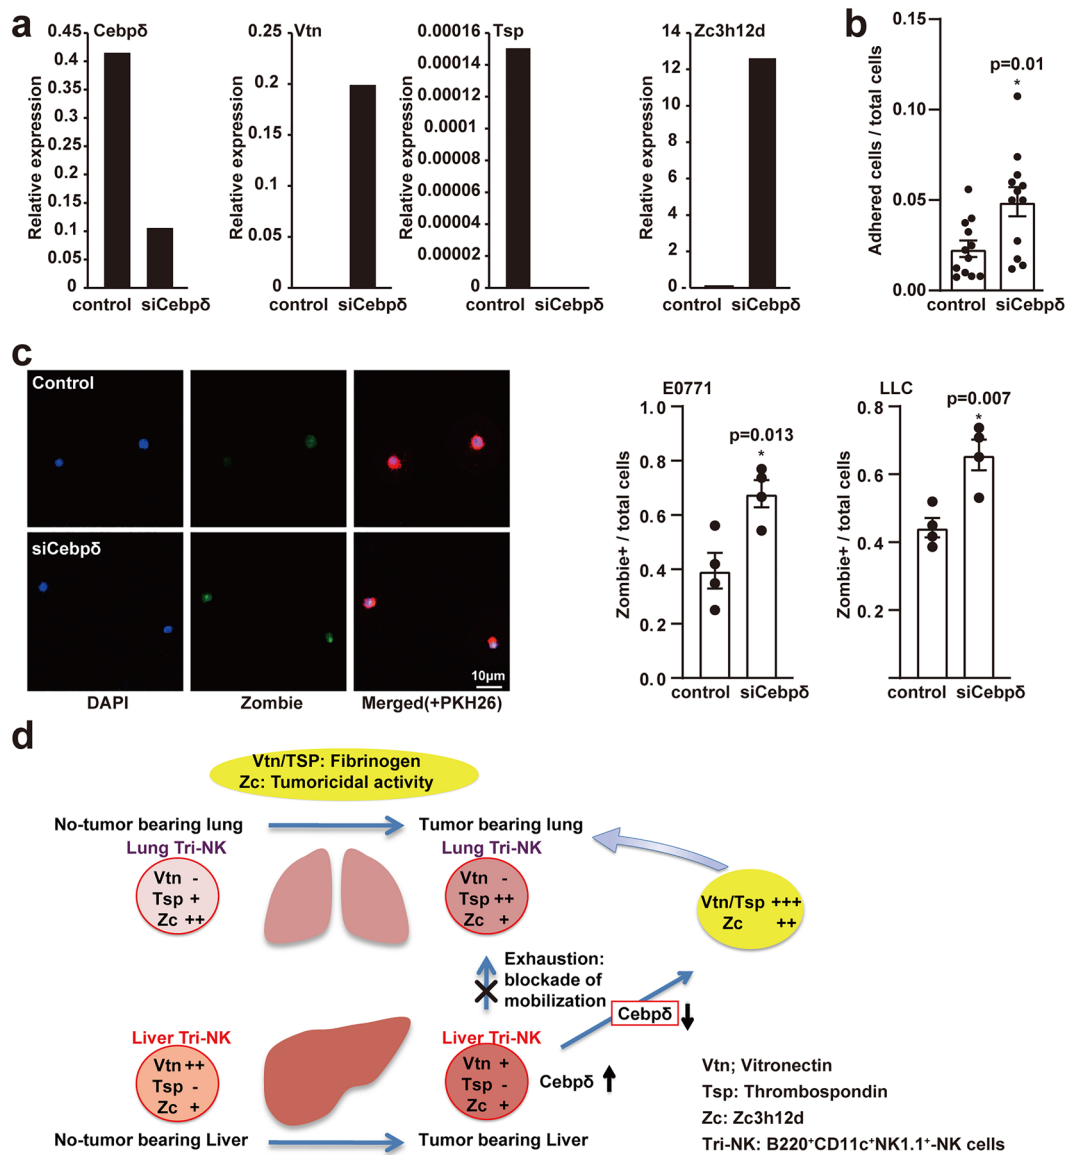 a
Cebpδ
Relative expression
0.45
0.4
0.35
0.3
0.25
0.2
0.15
0.1
0.05
0
control siCebpδ
Vtn
Relative expression
0.25
0.2
0.15
0.1
0.05
0
control siCebpδ
Tsp
Relative expression
0.00016
0.00014
0.00012
0.0001
0.00008
0.00006
0.00004
0.00002
0
control siCebpδ
Zc3h12d
Relative expression
14
12
10
8
6
4
2
0
control siCebpδ
b
Adhered cells / total cells
0.15
0.10
0.05
0.00
p=0.01
*
control siCebpδ
c
Control
siCebpδ
10μm
DAPI Zombie Merged(+PKH26)
E0771
Zombie+ / total cells
1.0
0.8
0.6
0.4
0.2
0.0
p=0.013
*
control siCebpδ
LLC
Zombie+ / total cells
0.8
0.6
0.4
0.2
p=0.007
*
control siCebpδ
d
Vtn/TSP: Fibrinogen
Zc: Tumoricidal activity
No-tumor bearing lung
Tumor bearing lung
Lung Tri-NK
Vtn -
Tsp +
Zc ++
Lung Tri-NK
Vtn -
Tsp ++
Zc +
Vtn/Tsp +++
Zc ++
Exhaustion:
blockade of
mobilization
Cebpδ
Liver Tri-NK
Vtn ++
Tsp -
Zc +
Liver Tri-NK
Vtn +
Tsp -
Zc +
Cebpδ
No-tumor bearing Liver
Tumor bearing Liver
Vtn; Vitronectin
Tsp: Thrombospondin
Zc: Zc3h12d
Tri-NK: B220⁺CD11c⁺NK1.1⁺-NK cells